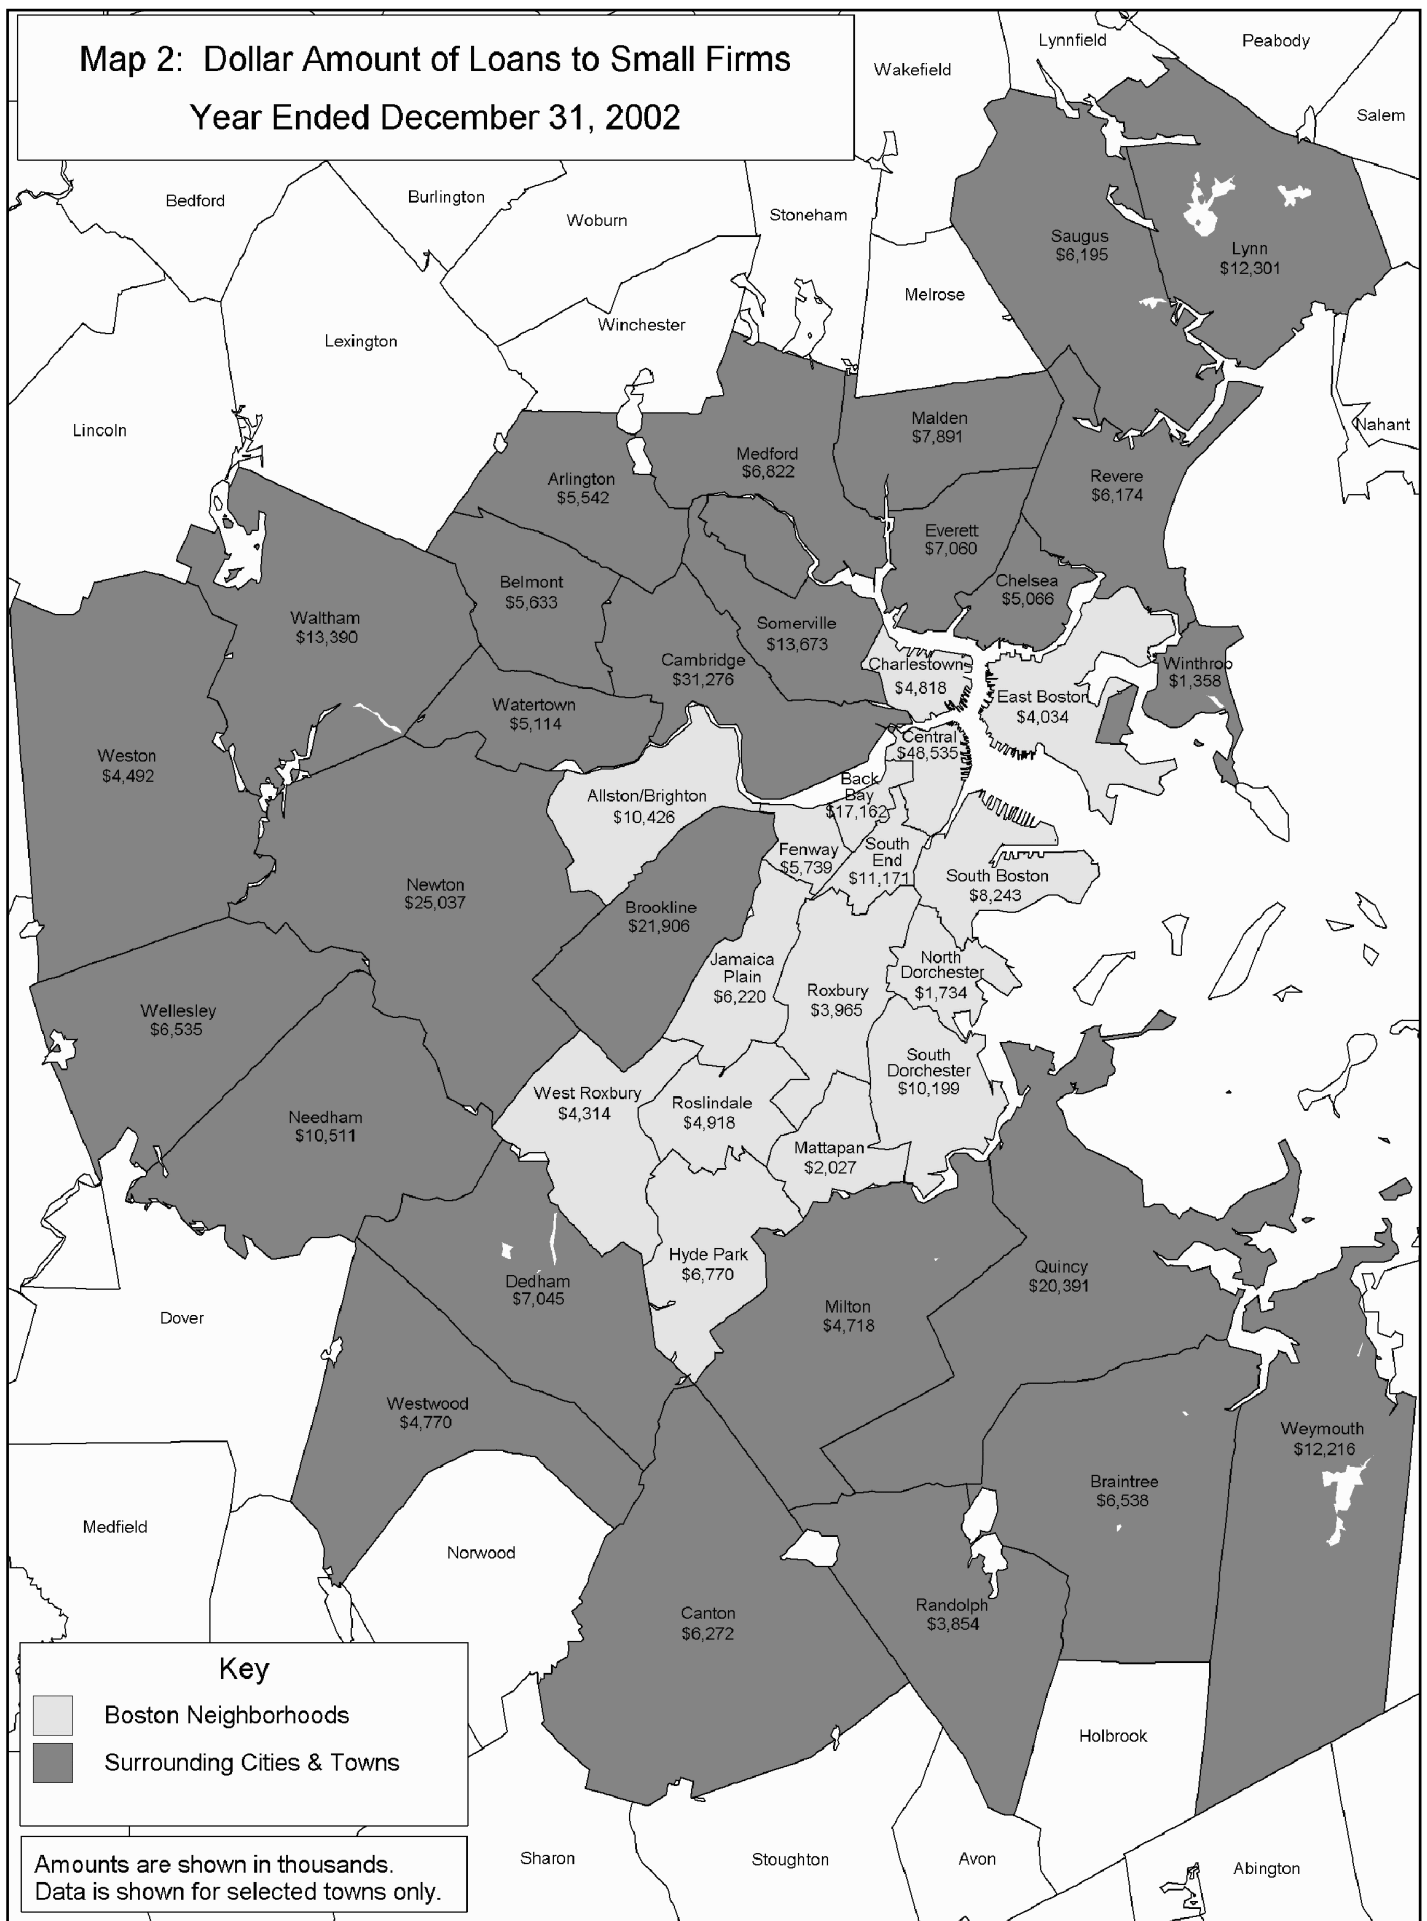 Map 2: Dollar Amount of Loans to Small Firms
Year Ended December 31, 2002
Lynnfield
Peabody
Wakefield
Salem
Bedford
Burlington
Woburn
Stoneham
Saugus
$6,195
Lynn
$12,301
Melrose
Winchester
Lexington
Lincoln
Nahant
Malden
$7,891
Medford
$6,822
Arlington
$5,542
Revere
$6,174
Everett
$7,060
Chelsea
$5,066
Belmont
$5,633
Waltham
$13,390
Somerville
$13,673
Cambridge
$31,276
Charlestown
$4,818
Winthrop
$1,358
East Boston
$4,034
Watertown
$5,114
Central
$48,535
Weston
$4,492
Back
Bay
$17,162
Allston/Brighton
$10,426
Fenway
$5,739
South
End
$11,171
South Boston
$8,243
Newton
$25,037
Brookline
$21,906
Jamaica
Plain
$6,220
North
Dorchester
$1,734
Roxbury
$3,965
Wellesley
$6,535
South
Dorchester
$10,199
West Roxbury
$4,314
Roslindale
$4,918
Needham
$10,511
Mattapan
$2,027
Hyde Park
$6,770
Quincy
$20,391
Dedham
$7,045
Milton
$4,718
Dover
Westwood
$4,770
Weymouth
$12,216
Braintree
$6,538
Medfield
Norwood
Randolph
$3,854
Canton
$6,272
Key
Boston Neighborhoods
Surrounding Cities & Towns
Holbrook
Amounts are shown in thousands.
Data is shown for selected towns only.
Sharon
Stoughton
Avon
Abington